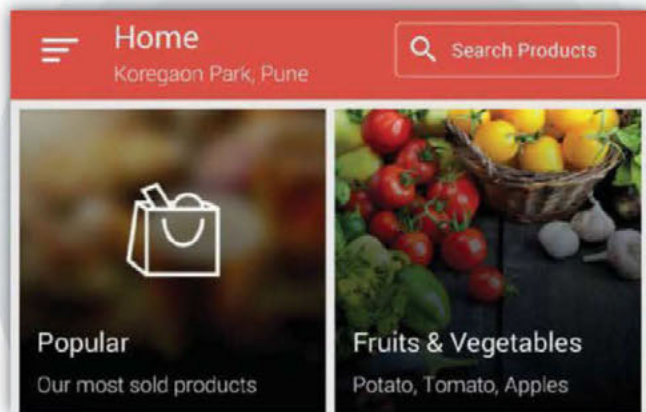 Home
Koregaon Park, Pune
Search Products
Popular
Our most sold products
Fruits & Vegetables
Potato, Tomato, Apples